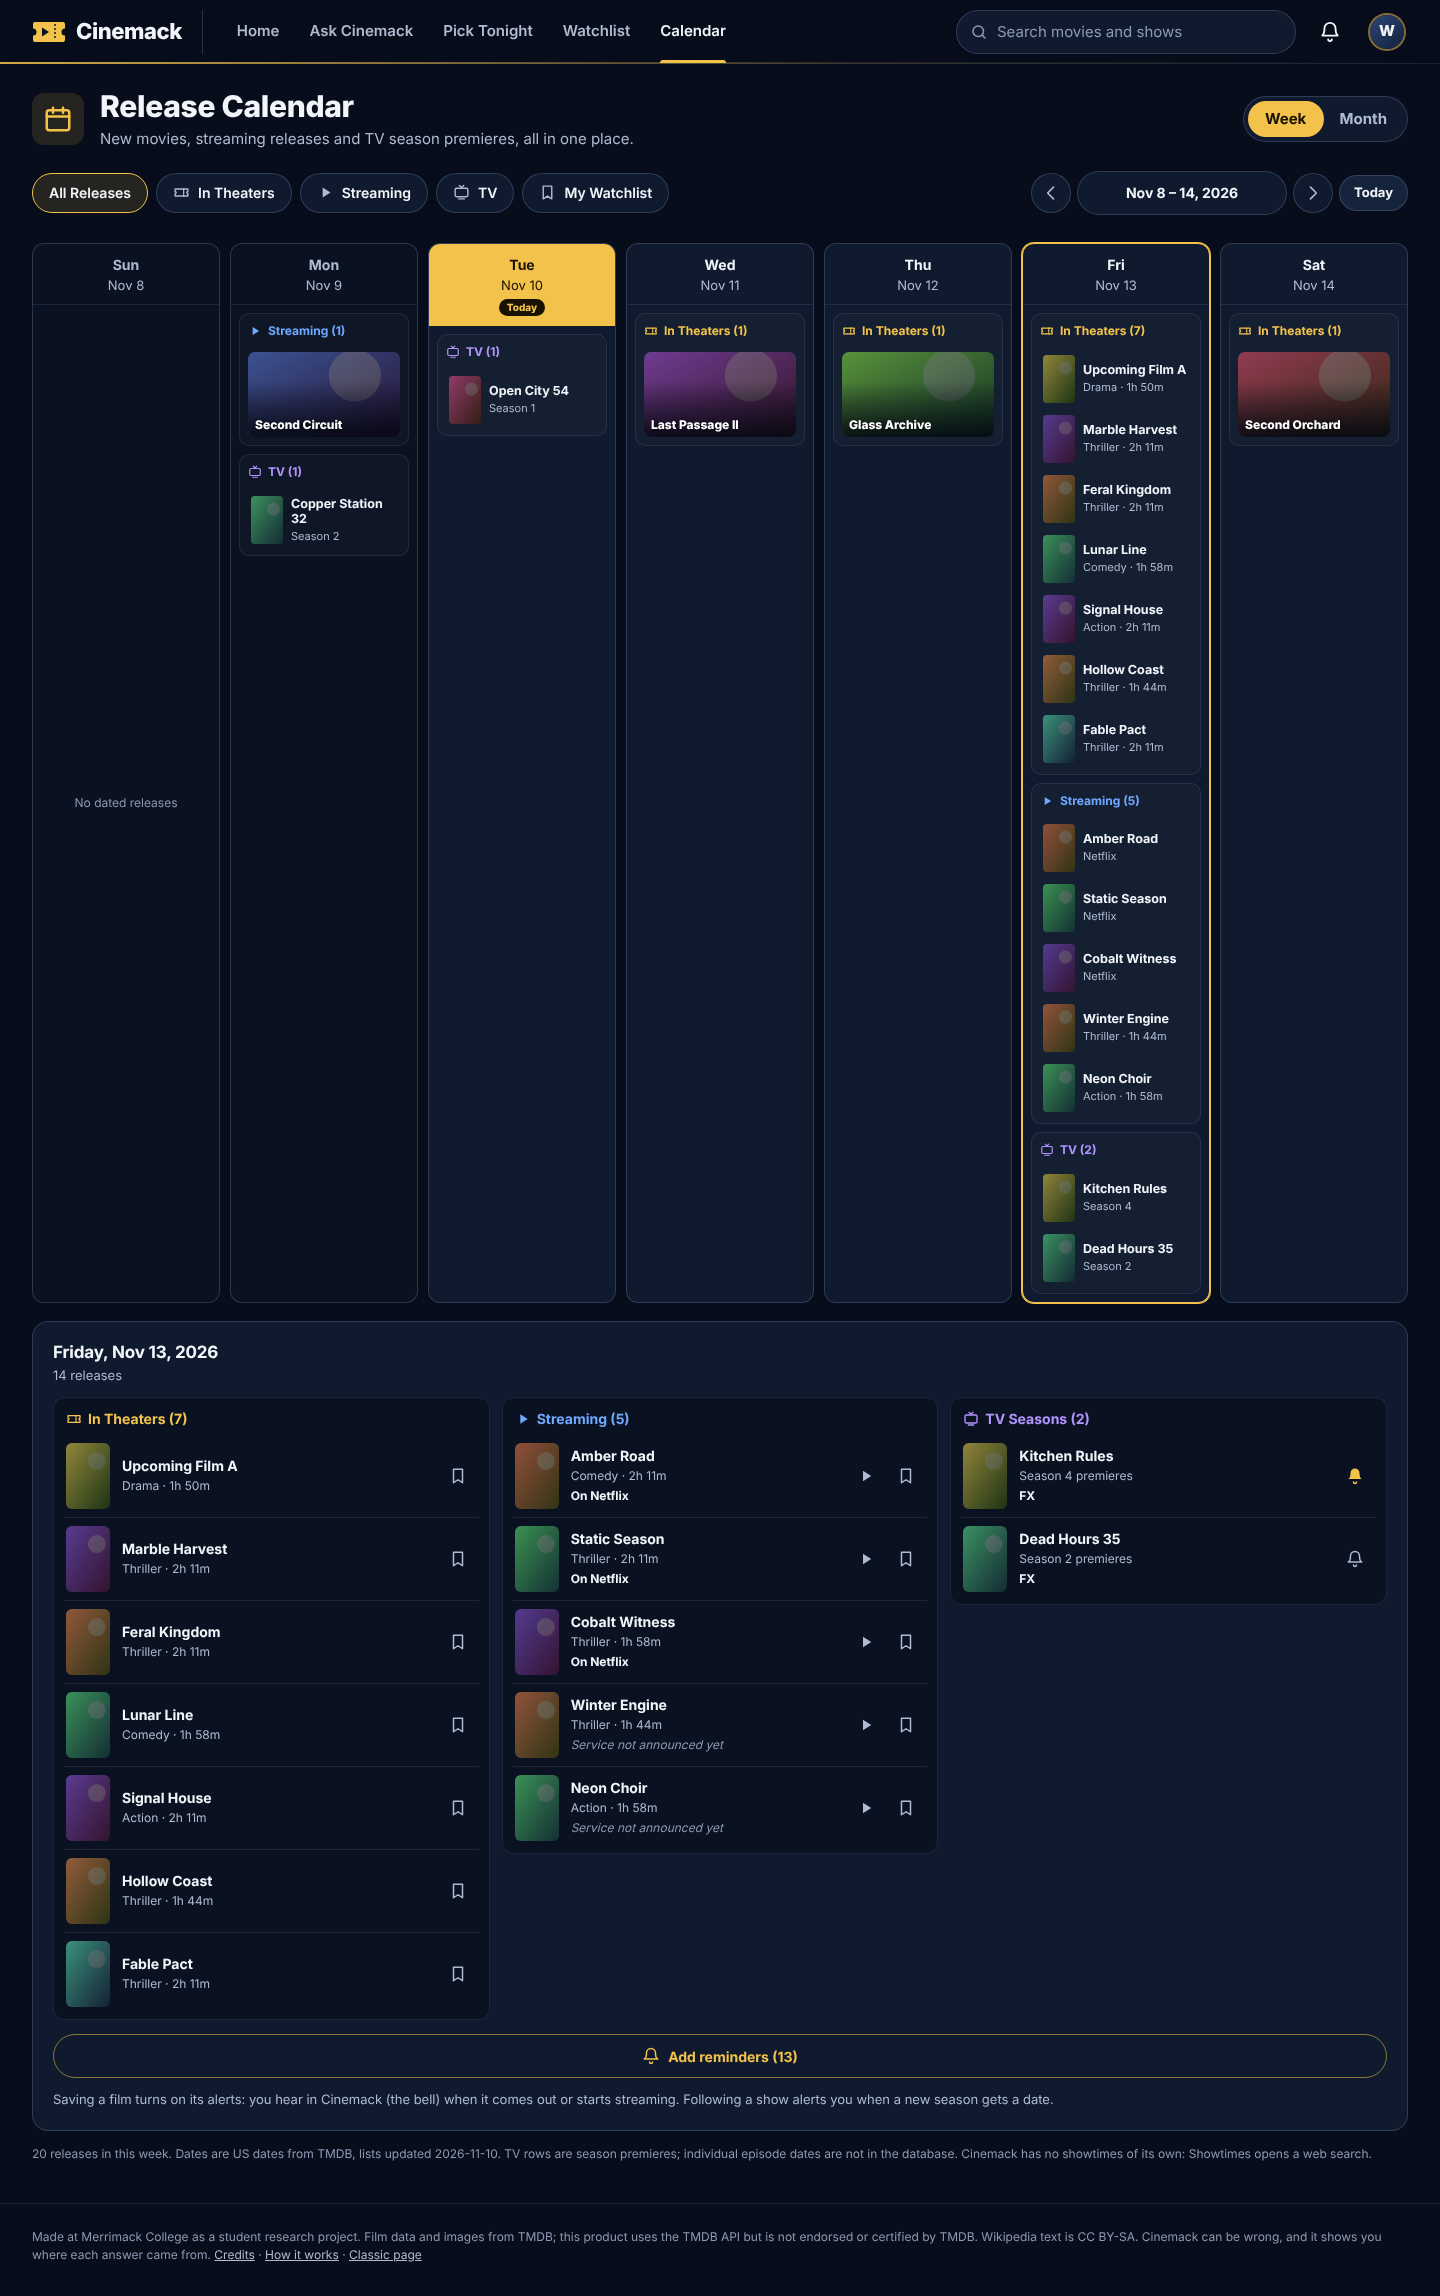 Cinemack
Home
Ask Cinemack
Pick Tonight
Watchlist
Calendar
Search movies and shows
W
Release Calendar
New movies, streaming releases and TV season premieres, all in one place.
Week
Month
All Releases
In Theaters
Streaming
TV
My Watchlist
Nov 8 – 14, 2026
Today
Sun
Nov 8
No dated releases
Mon
Nov 9
Streaming (1)
Second Circuit
TV (1)
Copper Station
32
Season 2
Tue
Nov 10
Today
TV (1)
Open City 54
Season 1
Wed
Nov 11
In Theaters (1)
Last Passage II
Thu
Nov 12
In Theaters (1)
Glass Archive
Fri
Nov 13
In Theaters (7)
Upcoming Film A
Drama · 1h 50m
Marble Harvest
Thriller · 2h 11m
Feral Kingdom
Thriller · 2h 11m
Lunar Line
Comedy · 1h 58m
Signal House
Action · 2h 11m
Hollow Coast
Thriller · 1h 44m
Fable Pact
Thriller · 2h 11m
Streaming (5)
Amber Road
Netflix
Static Season
Netflix
Cobalt Witness
Netflix
Winter Engine
Thriller · 1h 44m
Neon Choir
Action · 1h 58m
TV (2)
Kitchen Rules
Season 4
Dead Hours 35
Season 2
Sat
Nov 14
In Theaters (1)
Second Orchard
Friday, Nov 13, 2026
14 releases
In Theaters (7)
Upcoming Film A
Drama · 1h 50m
Marble Harvest
Thriller · 2h 11m
Feral Kingdom
Thriller · 2h 11m
Lunar Line
Comedy · 1h 58m
Signal House
Action · 2h 11m
Hollow Coast
Thriller · 1h 44m
Fable Pact
Thriller · 2h 11m
Streaming (5)
Amber Road
Comedy · 2h 11m
On Netflix
Static Season
Thriller · 2h 11m
On Netflix
Cobalt Witness
Thriller · 1h 58m
On Netflix
Winter Engine
Thriller · 1h 44m
Service not announced yet
Neon Choir
Action · 1h 58m
Service not announced yet
TV Seasons (2)
Kitchen Rules
Season 4 premieres
FX
Dead Hours 35
Season 2 premieres
FX
Add reminders (13)
Saving a film turns on its alerts: you hear in Cinemack (the bell) when it comes out or starts streaming. Following a show alerts you when a new season gets a date.
20 releases in this week. Dates are US dates from TMDB, lists updated 2026-11-10. TV rows are season premieres; individual episode dates are not in the database. Cinemack has no showtimes of its own: Showtimes opens a web search.
Made at Merrimack College as a student research project. Film data and images from TMDB; this product uses the TMDB API but is not endorsed or certified by TMDB. Wikipedia text is CC BY-SA. Cinemack can be wrong, and it shows you
where each answer came from. Credits · How it works · Classic page